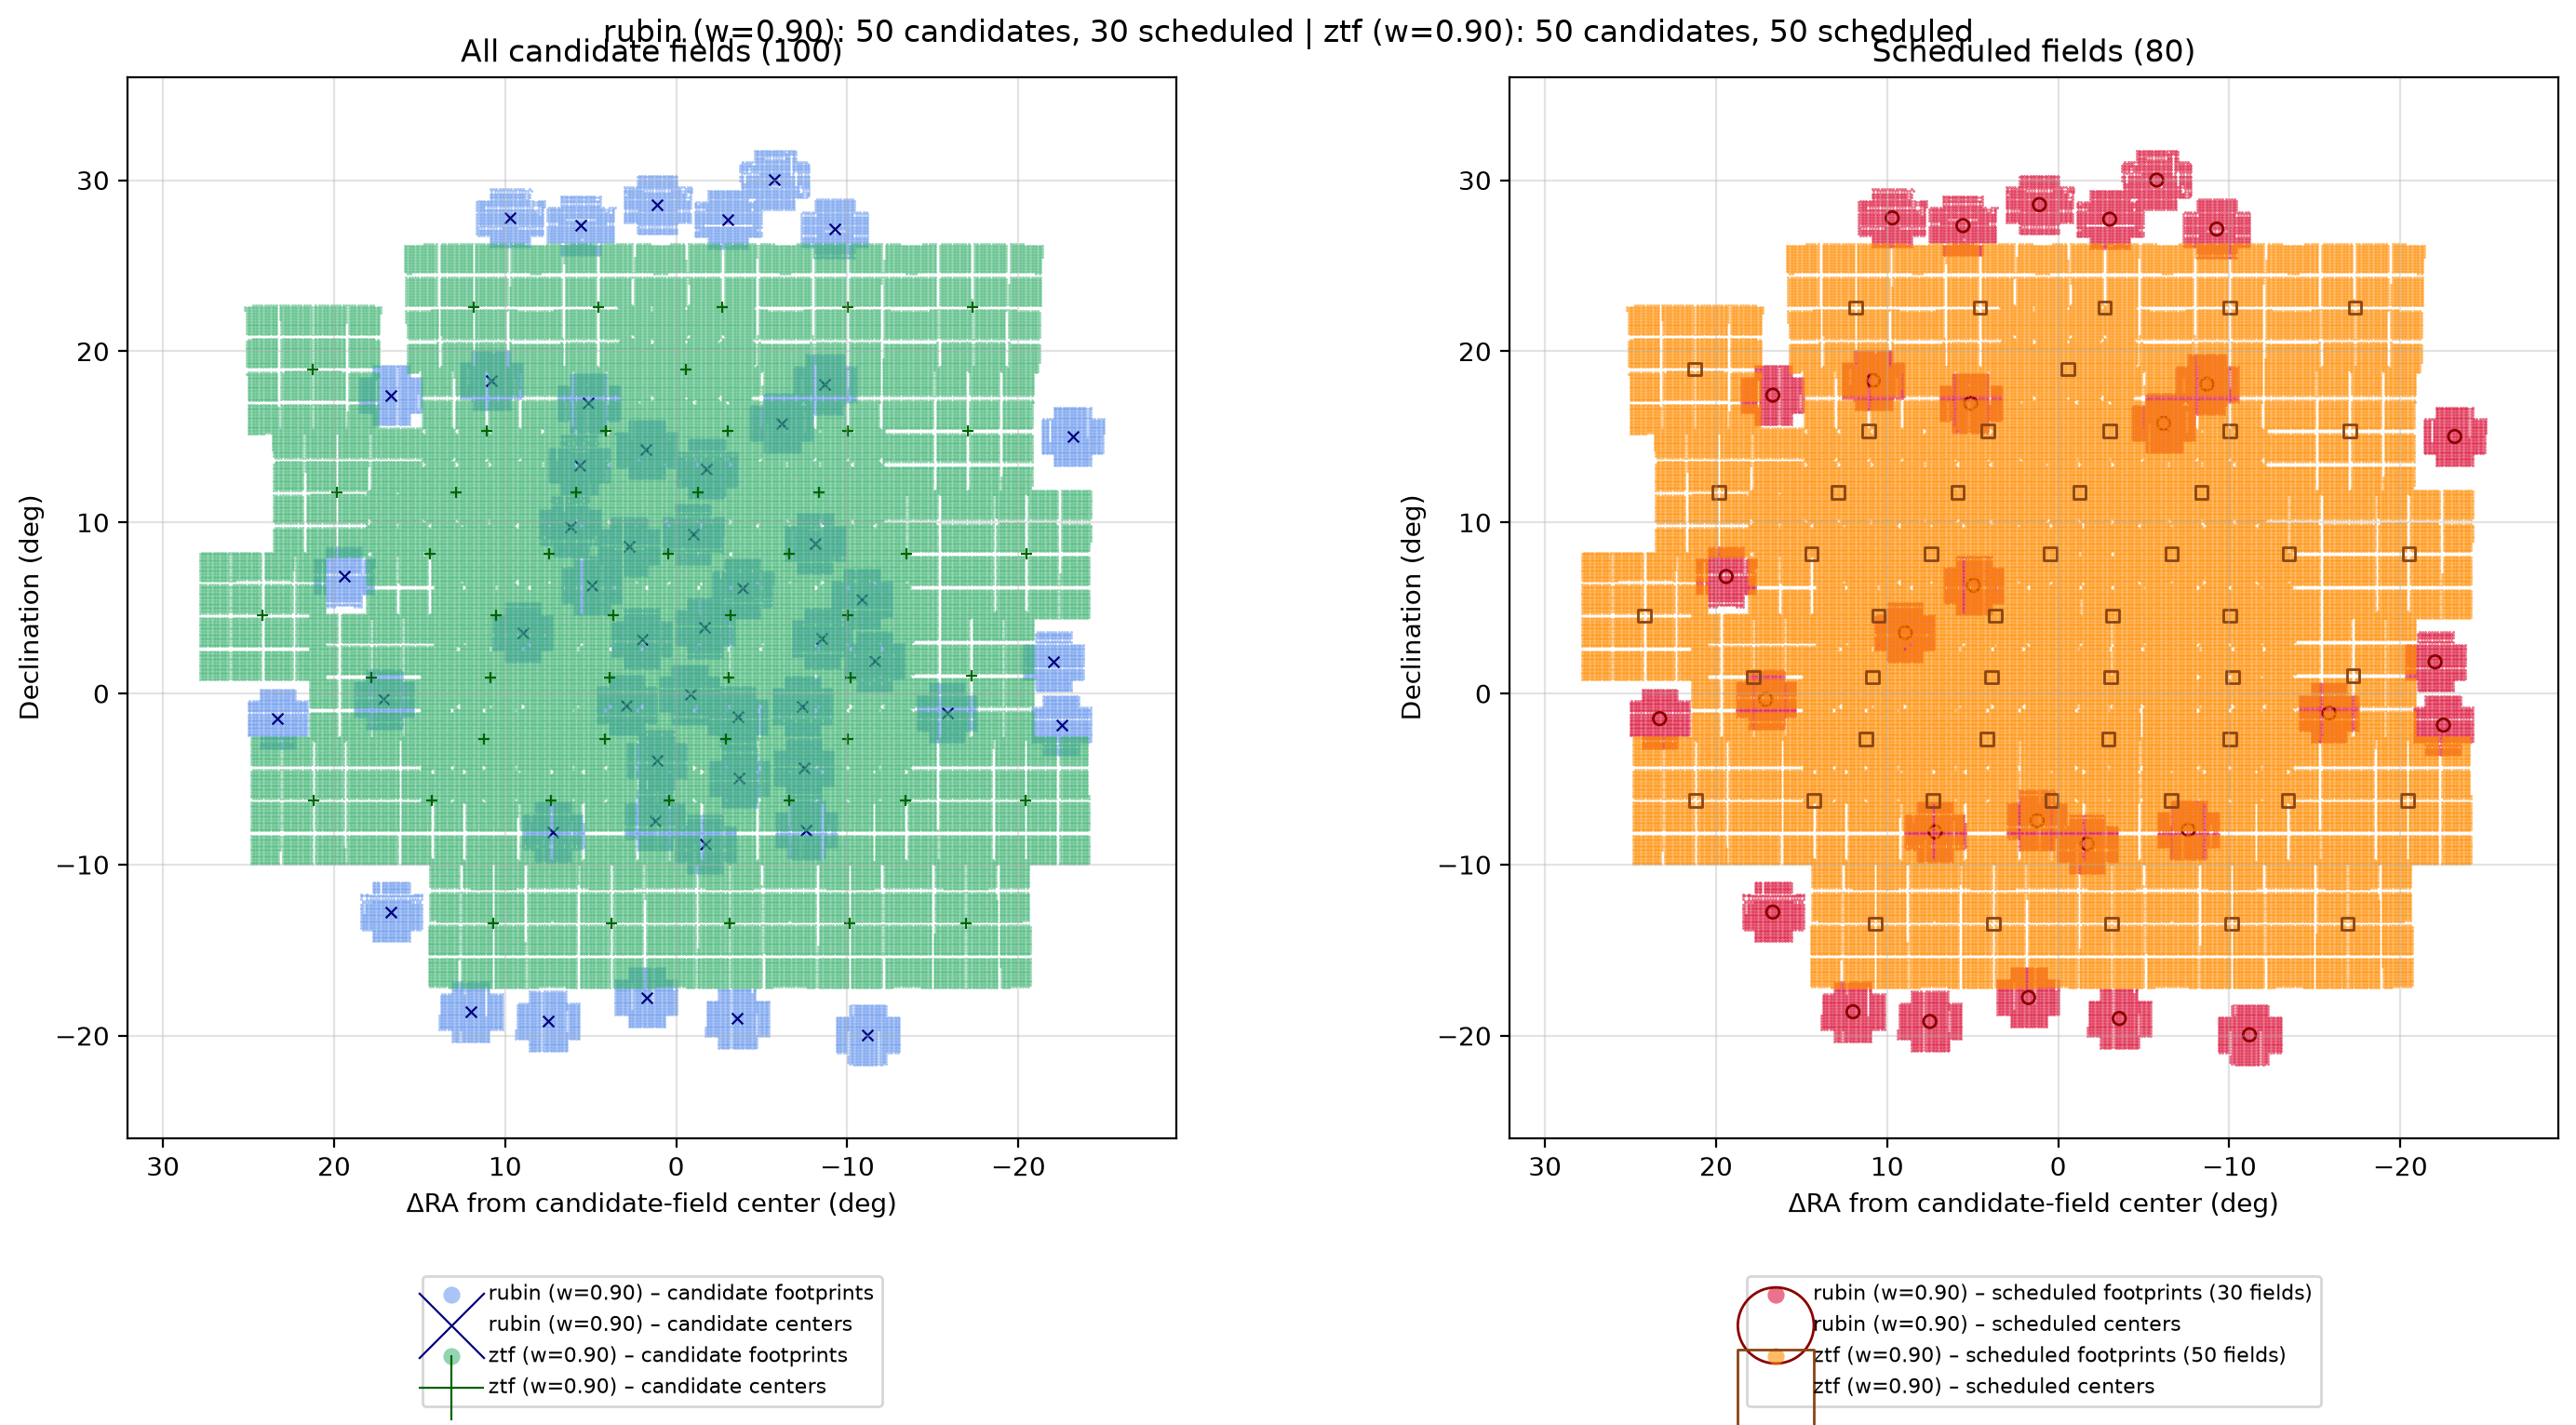 rubin (w=0.90): 50 candidates, 30 scheduled | ztf (w=0.90): 50 candidates, 50 scheduled
All candidate fields (100)
Scheduled fields (80)
Declination (deg)
30
20
10
0
−10
−20
30
20
10
0
−10
−20
ΔRA from candidate-field center (deg)
Declination (deg)
30
20
10
0
−10
−20
30
20
10
0
−10
−20
ΔRA from candidate-field center (deg)
rubin (w=0.90) – candidate footprints
rubin (w=0.90) – candidate centers
ztf (w=0.90) – candidate footprints
ztf (w=0.90) – candidate centers
rubin (w=0.90) – scheduled footprints (30 fields)
rubin (w=0.90) – scheduled centers
ztf (w=0.90) – scheduled footprints (50 fields)
ztf (w=0.90) – scheduled centers